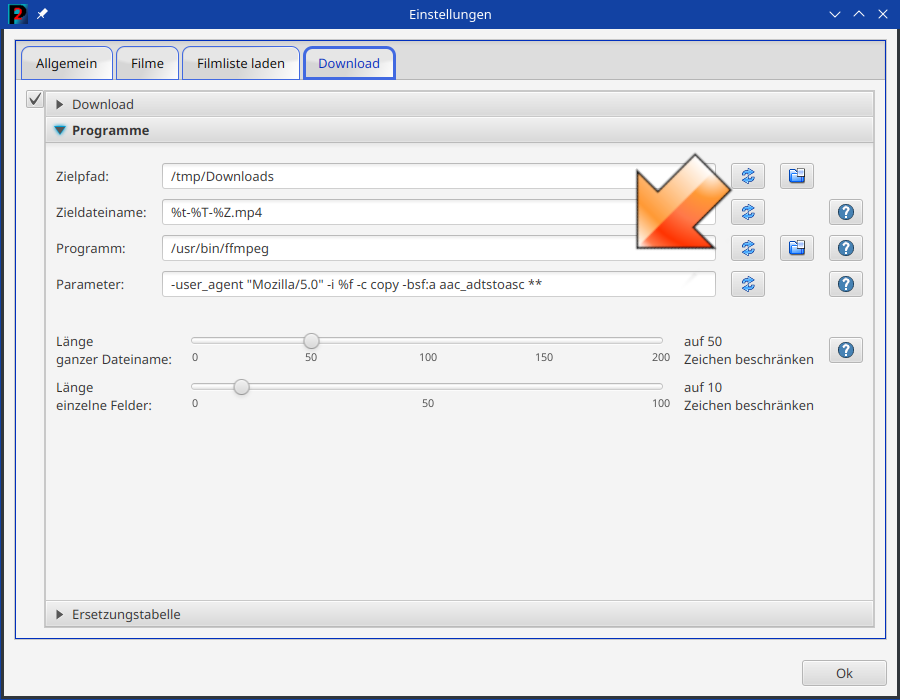 Einstellungen
Allgemein
Filme
Filmliste laden
Download
Download
Programme
Zielpfad:
/tmp/Downloads
Zieldateiname:
%t-%T-%Z.mp4
Programm:
/usr/bin/ffmpeg
Parameter:
-user_agent "Mozilla/5.0" -i %f -c copy -bsf:a aac_adtstoasc **
Länge
ganzer Dateiname:
0 50 100 150 200
auf 50
Zeichen beschränken
Länge
einzelne Felder:
0 50 100
auf 10
Zeichen beschränken
Ersetzungstabelle
Ok